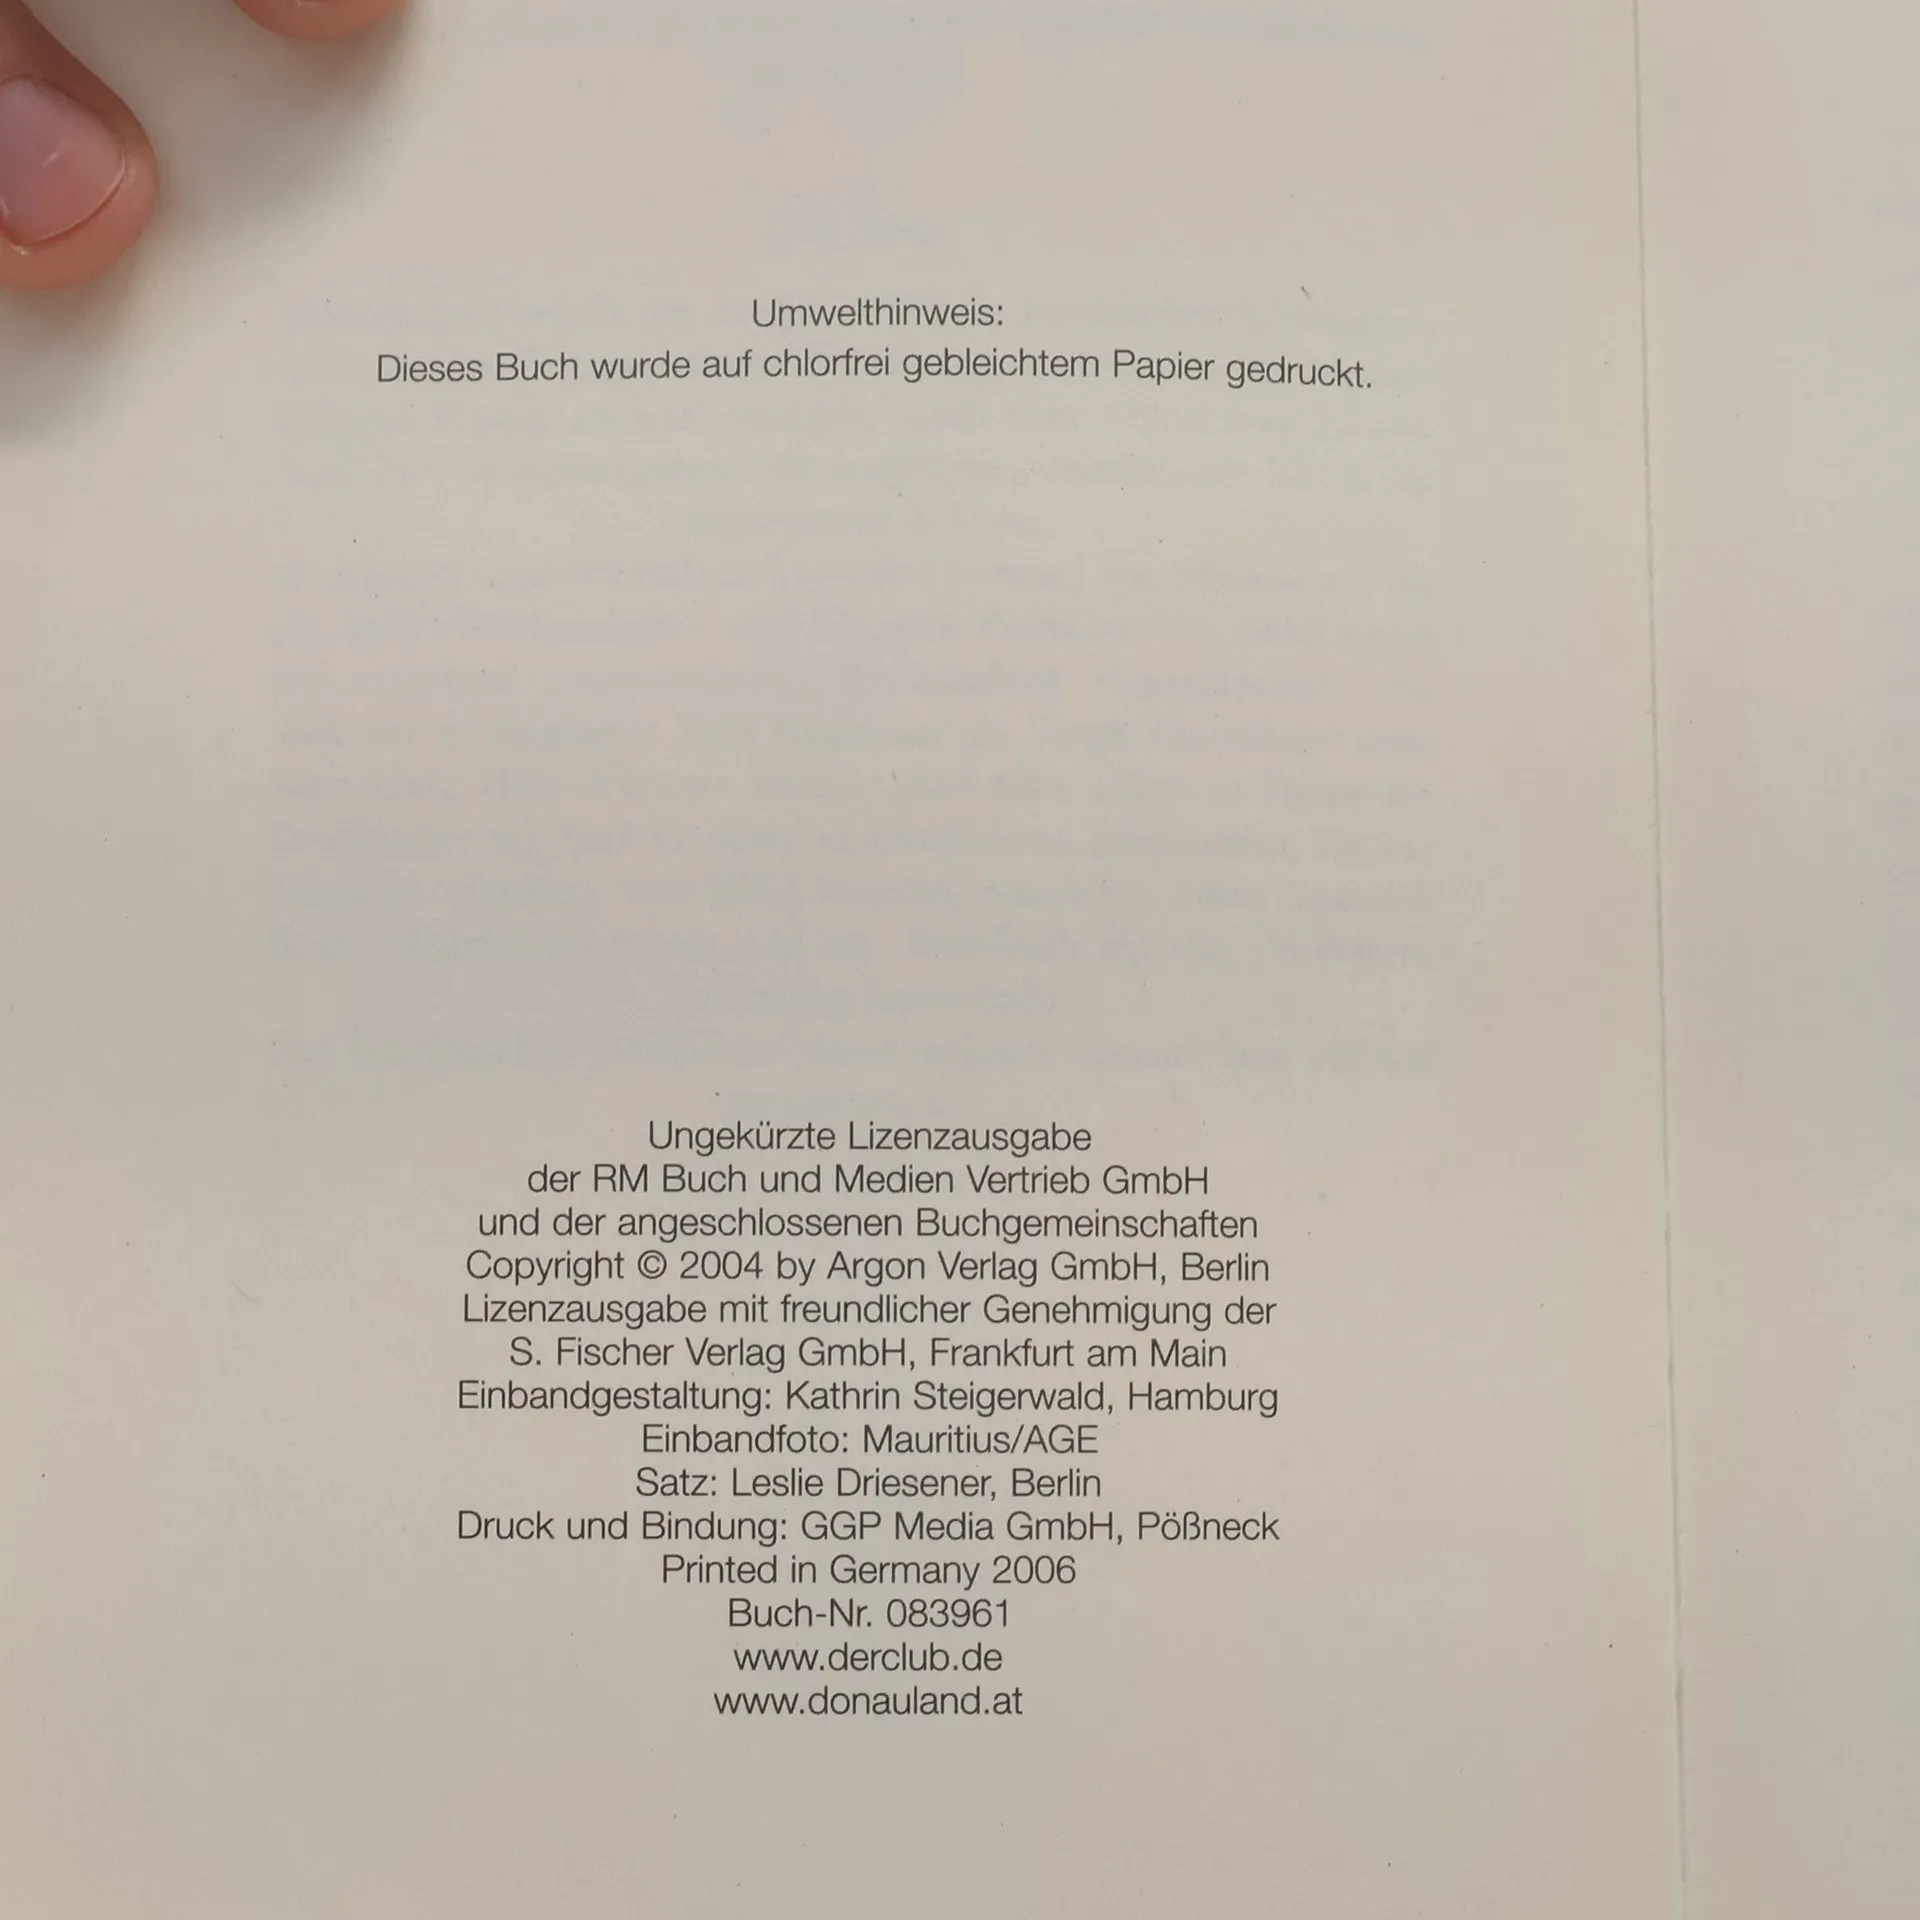 Umwelthinweis:
Dieses Buch wurde auf chlorfrei gebleichtem Papier gedruckt.
Ungekürzte Lizenzausgabe
der RM Buch und Medien Vertrieb GmbH
und der angeschlossenen Buchgemeinschaften
Copyright © 2004 by Argon Verlag GmbH, Berlin
Lizenzausgabe mit freundlicher Genehmigung der
S. Fischer Verlag GmbH, Frankfurt am Main
Einbandgestaltung: Kathrin Steigerwald, Hamburg
Einbandfoto: Mauritius/AGE
Satz: Leslie Driesener, Berlin
Druck und Bindung: GGP Media GmbH, Pößneck
Printed in Germany 2006
Buch-Nr. 083961
www.derclub.de
www.donauland.at